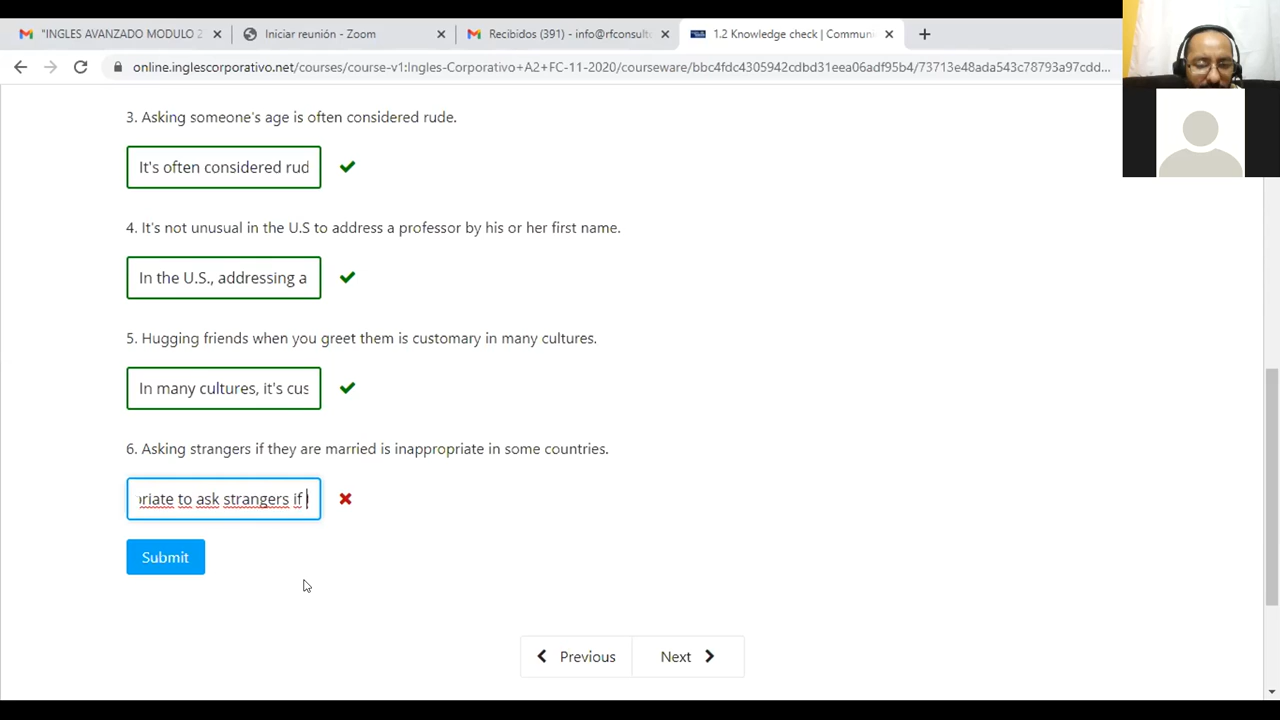 "INGLES AVANZADO MODULO 2
Iniciar reunión - Zoom
Recibidos (391) - info@rfconsult
1.2 Knowledge check | Commun
online.inglescorporativo.net/courses/course-v1:Ingles-Corporativo+A2+FC-11-2020/courseware/bbc4fdc4305942cdbd31eea06adf95b4/73713e48ada543c78793a97cdd...
3. Asking someone's age is often considered rude.
It's often considered rud
4. It's not unusual in the U.S to address a professor by his or her first name.
In the U.S., addressing a
5. Hugging friends when you greet them is customary in many cultures.
In many cultures, it's cus
6. Asking strangers if they are married is inappropriate in some countries.
riate to ask strangers if
Submit
Previous
Next